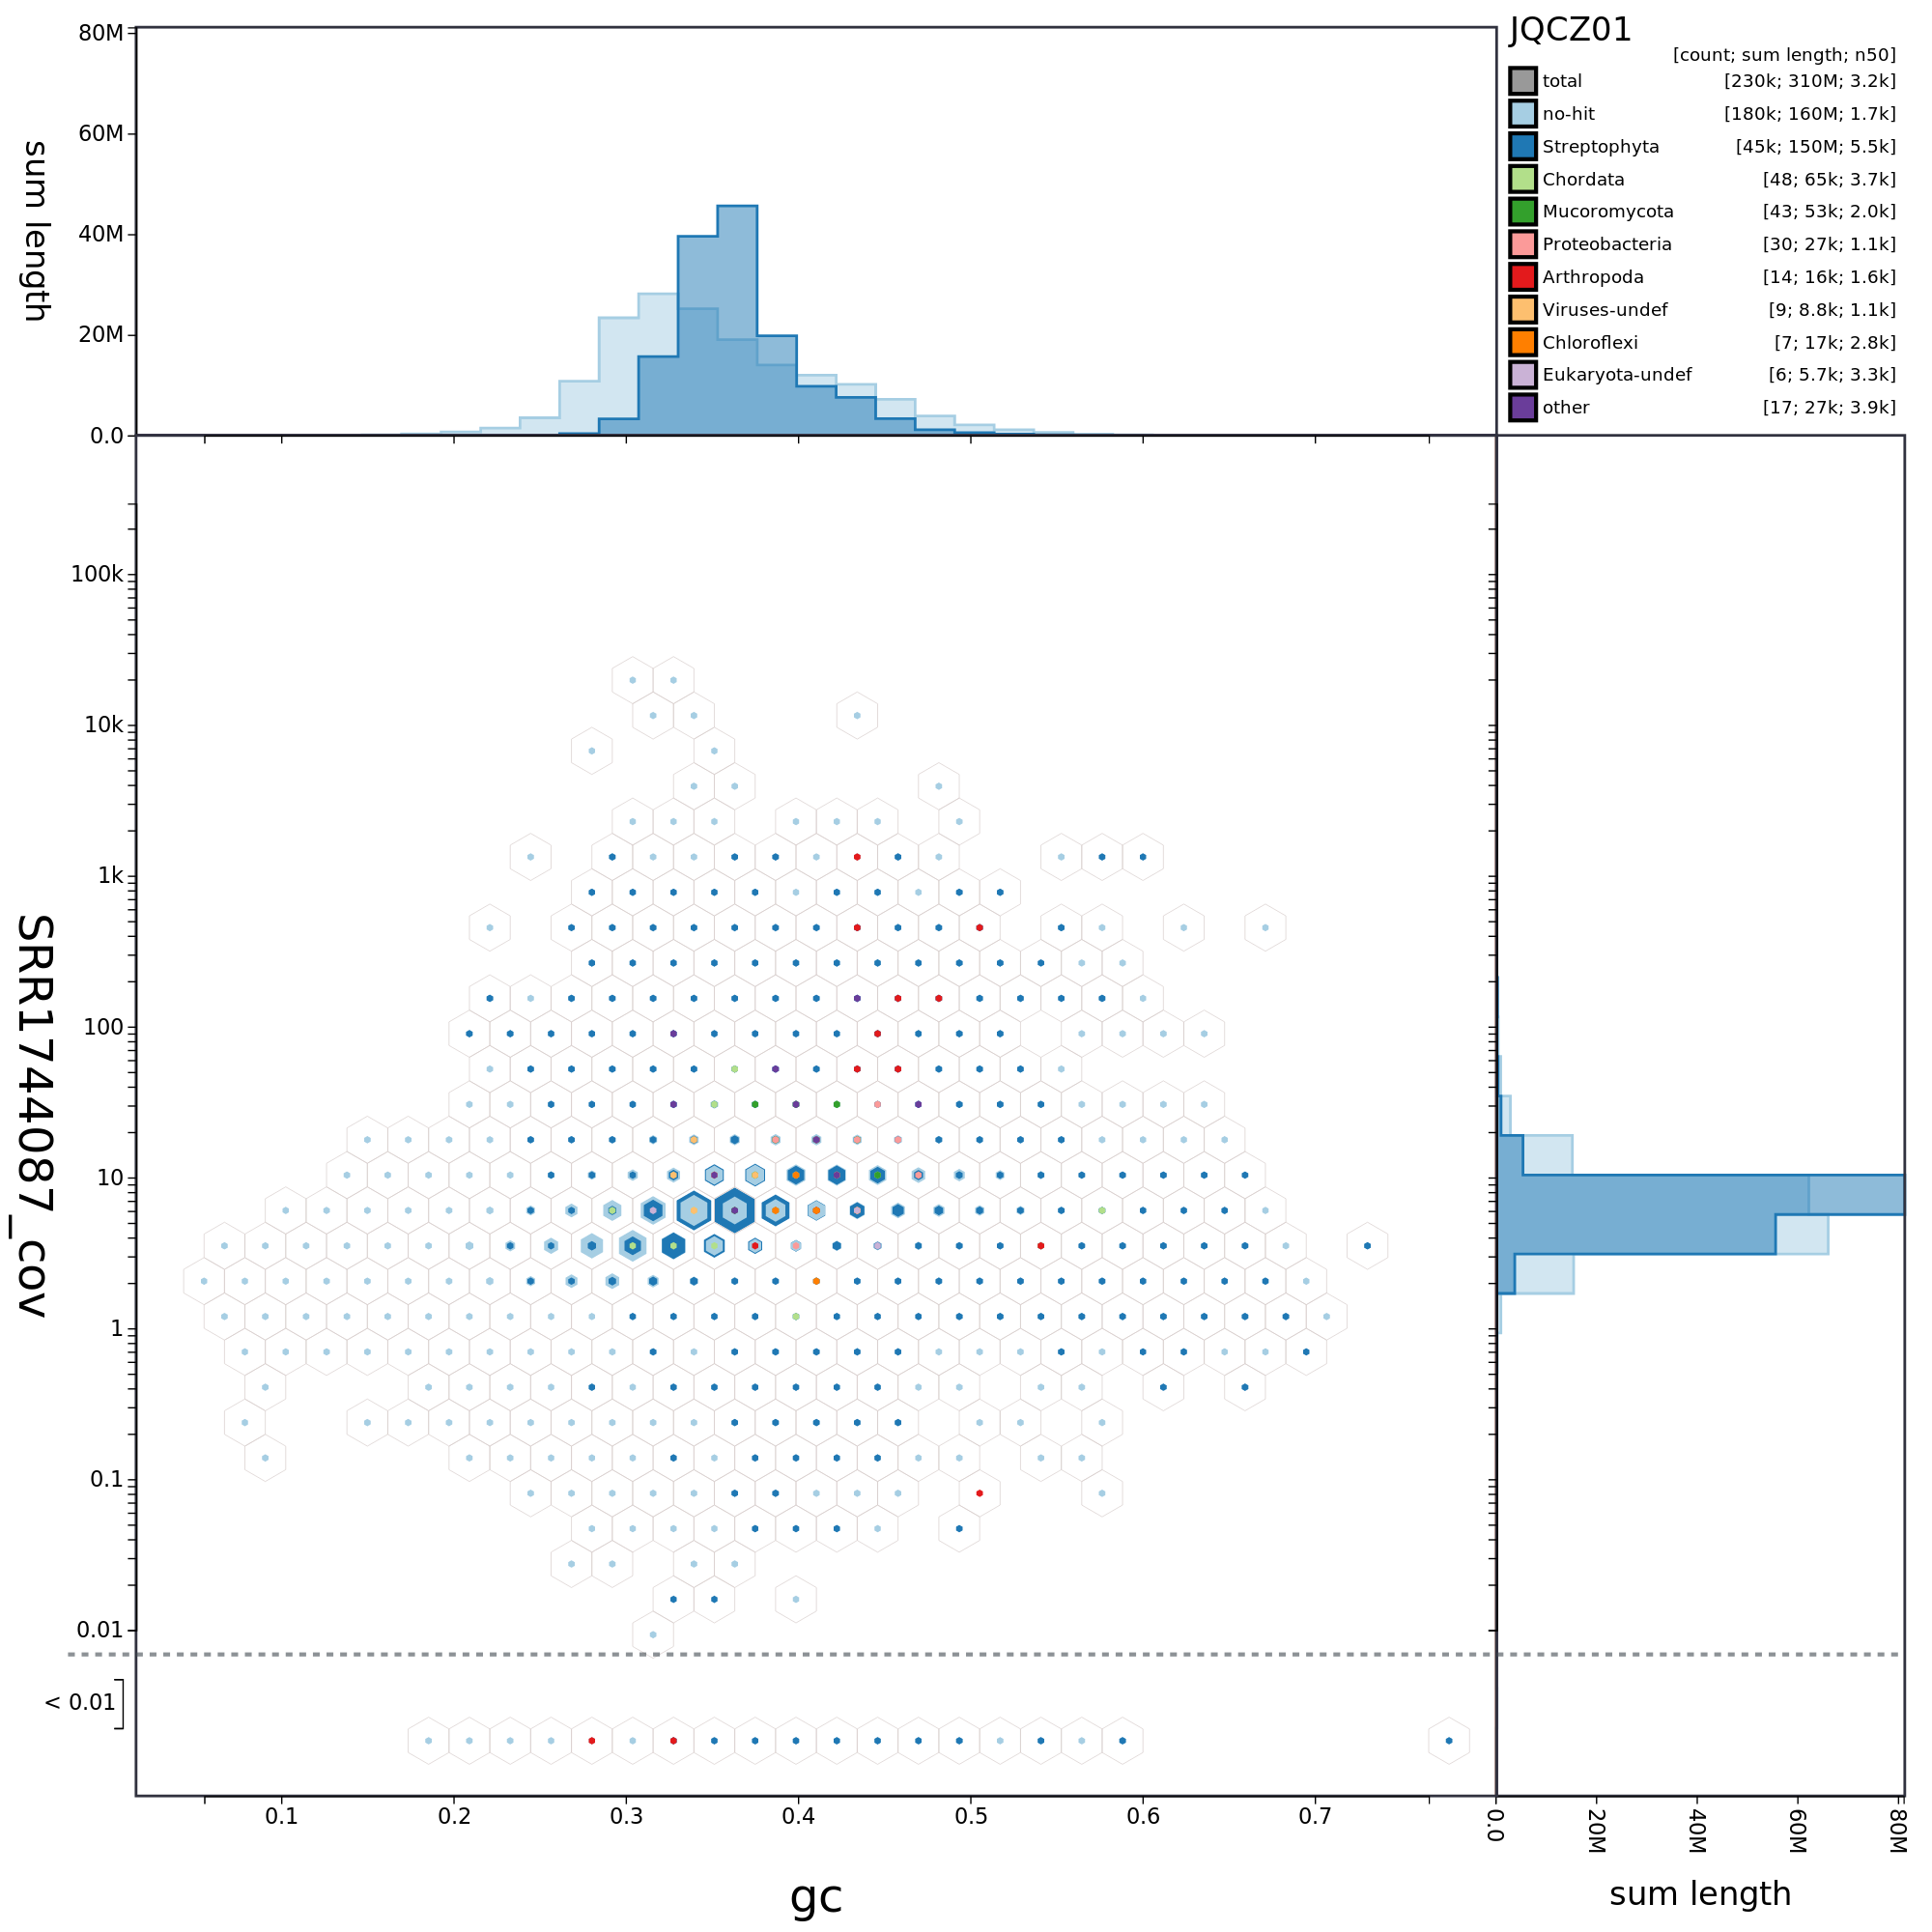 JQCZ01
[count; sum length; n50]
total [230k; 310M; 3.2k]
no-hit [180k; 160M; 1.7k]
Streptophyta [45k; 150M; 5.5k]
Chordata [48; 65k; 3.7k]
Mucoromycota [43; 53k; 2.0k]
Proteobacteria [30; 27k; 1.1k]
Arthropoda [14; 16k; 1.6k]
Viruses-undef [9; 8.8k; 1.1k]
Chloroflexi [7; 17k; 2.8k]
Eukaryota-undef [6; 5.7k; 3.3k]
other [17; 27k; 3.9k]
sum length
80M
60M
40M
20M
0.0
SRR1744087_cov
100k
10k
1k
100
10
1
0.1
0.01
< 0.01
0.1 0.2 0.3 0.4 0.5 0.6 0.7
gc
0.0 20M 40M 60M 80M
sum length